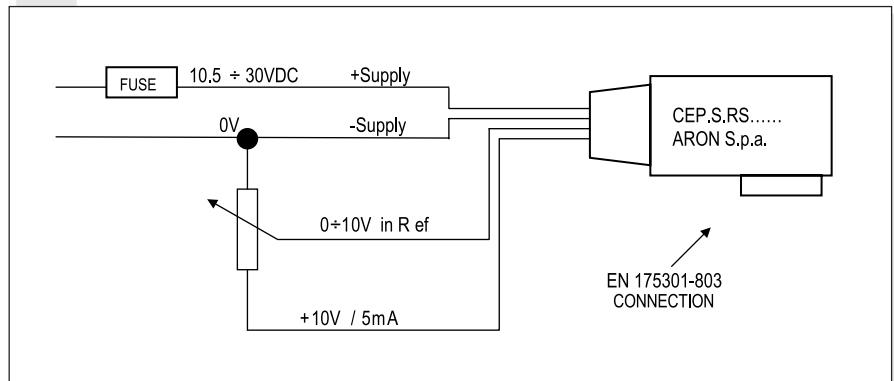 FUSE
10.5 ÷ 30VDC
+Supply
0V
-Supply
CEP.S.RS......
ARON S.p.a.
0÷10V in R ef
EN 175301-803
CONNECTION
+10V / 5mA